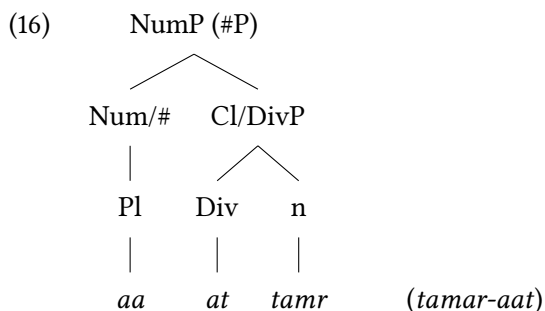 (16) NumP (#P)
Num/# Cl/DivP
Pl Div n
aa at tamr (tamar-aat)